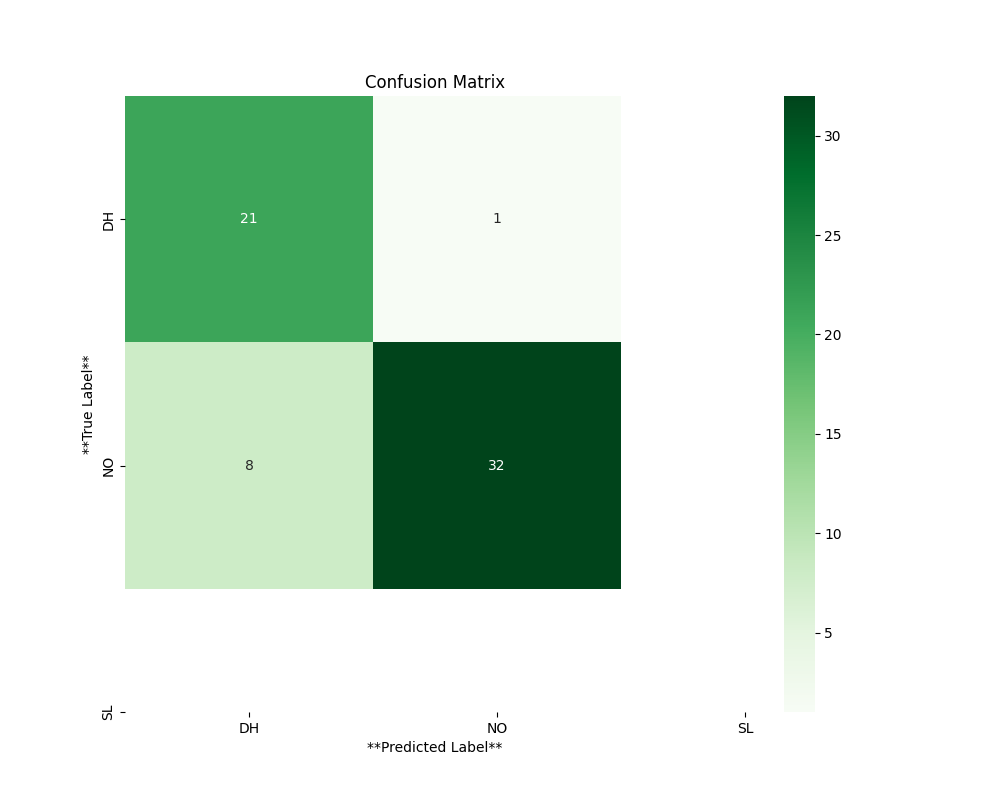 Confusion Matrix
DH
21
1
NO
8
32
SL
DH
NO
SL
**True Label**
**Predicted Label**
30
25
20
15
10
5